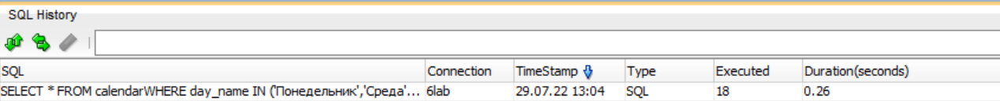 SQL History
SQL Connection TimeStamp Type Executed Duration(seconds)
SELECT * FROM calendarWHERE day_name IN ('Понедельник','Среда'... 6lab 29.07.22 13:04 SQL 18 0.26